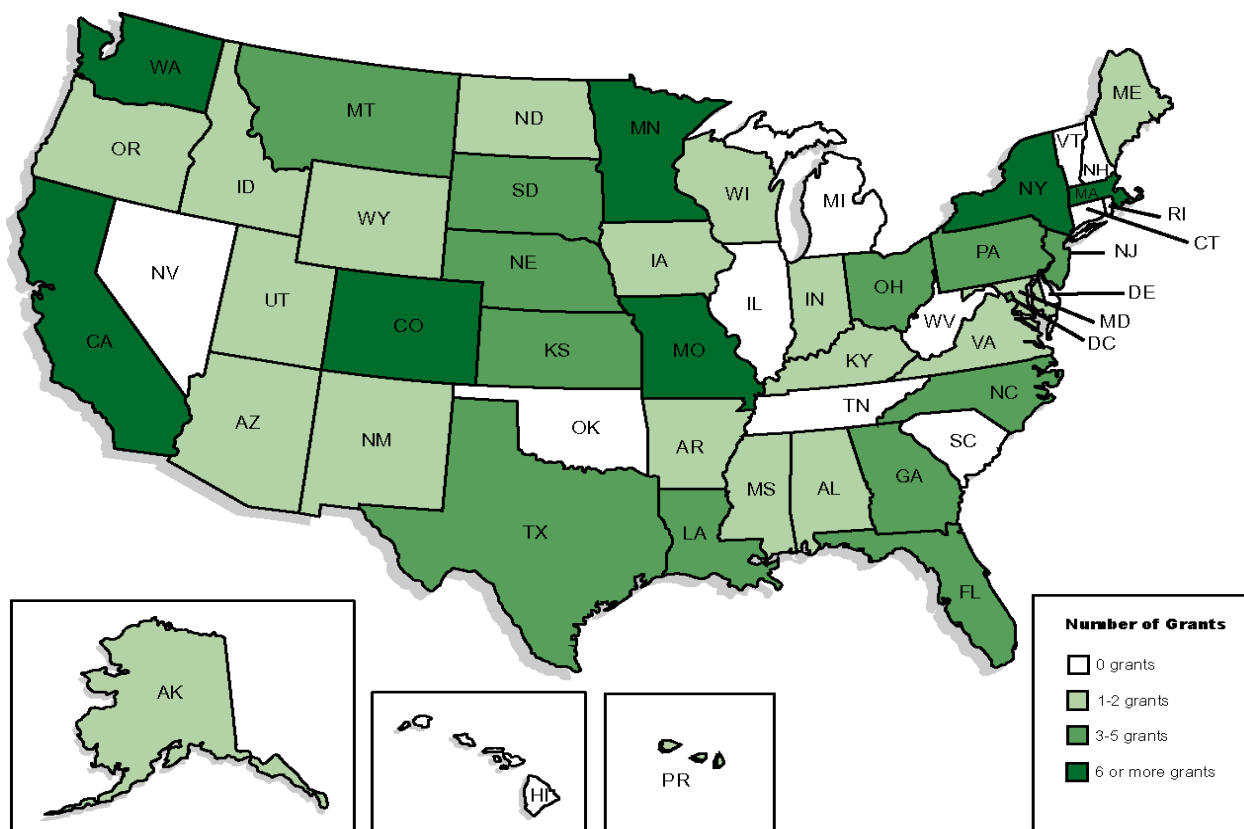 WA
MT
ND
MN
ME
OR
ID
SD
WI
VT
NH
WY
MI
NY
MA
RI
CT
NV
NE
IA
PA
NJ
UT
IL
IN
OH
DE
CA
CO
WV
MD
KS
MO
VA
DC
KY
AZ
NM
OK
TN
NC
AR
SC
MS
AL
GA
TX
LA
FL
AK
HI
PR
Number of Grants
0 grants
1-2 grants
3-5 grants
6 or more grants